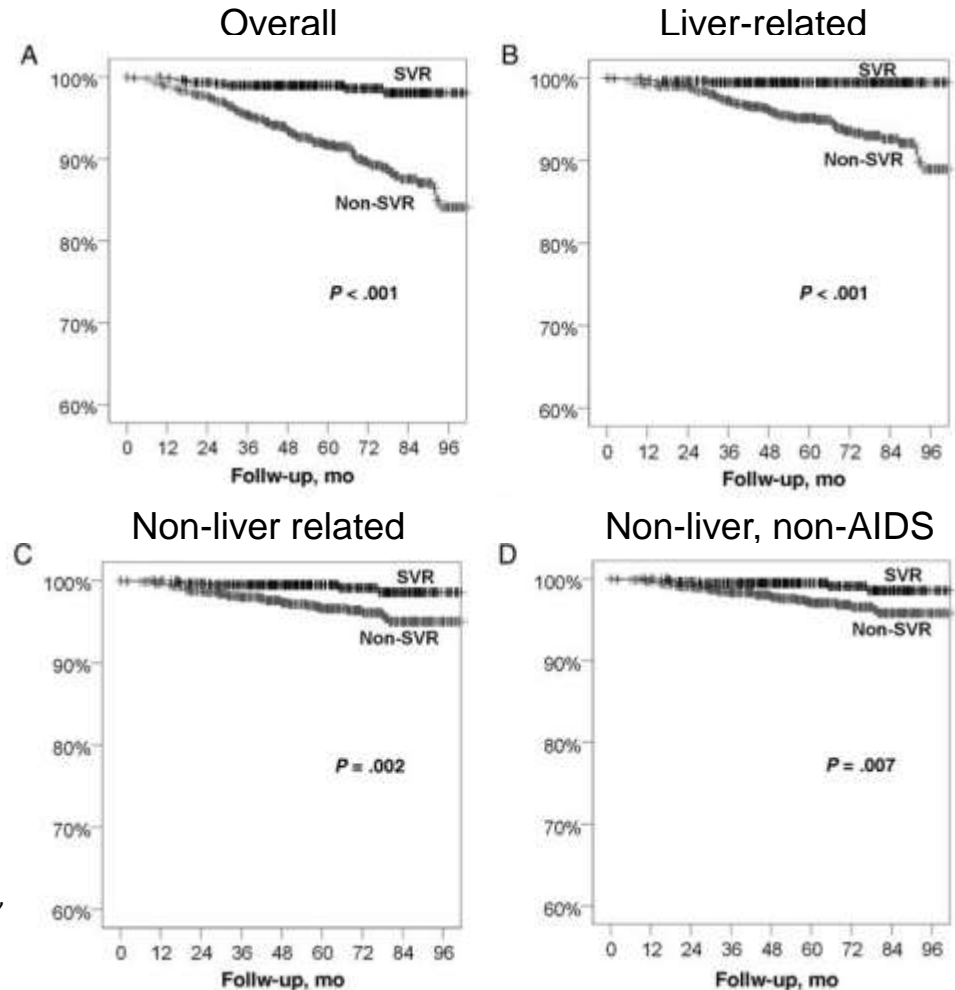 Overall
A
100%
90%
80%
70%
60%
SVR
Non-SVR
P < .001
0 12 24 36 48 60 72 84 96
Follw-up, mo
Liver-related
B
100%
90%
80%
70%
60%
SVR
Non-SVR
P < .001
0 12 24 36 48 60 72 84 96
Follw-up, mo
Non-liver related
C
100%
90%
80%
70%
60%
SVR
Non-SVR
P = .002
,
0 12 24 36 48 60 72 84 96
Follw-up, mo
Non-liver, non-AIDS
D
100%
90%
80%
70%
60%
SVR
Non-SVR
P = .007
0 12 24 36 48 60 72 84 96
Follw-up, mo